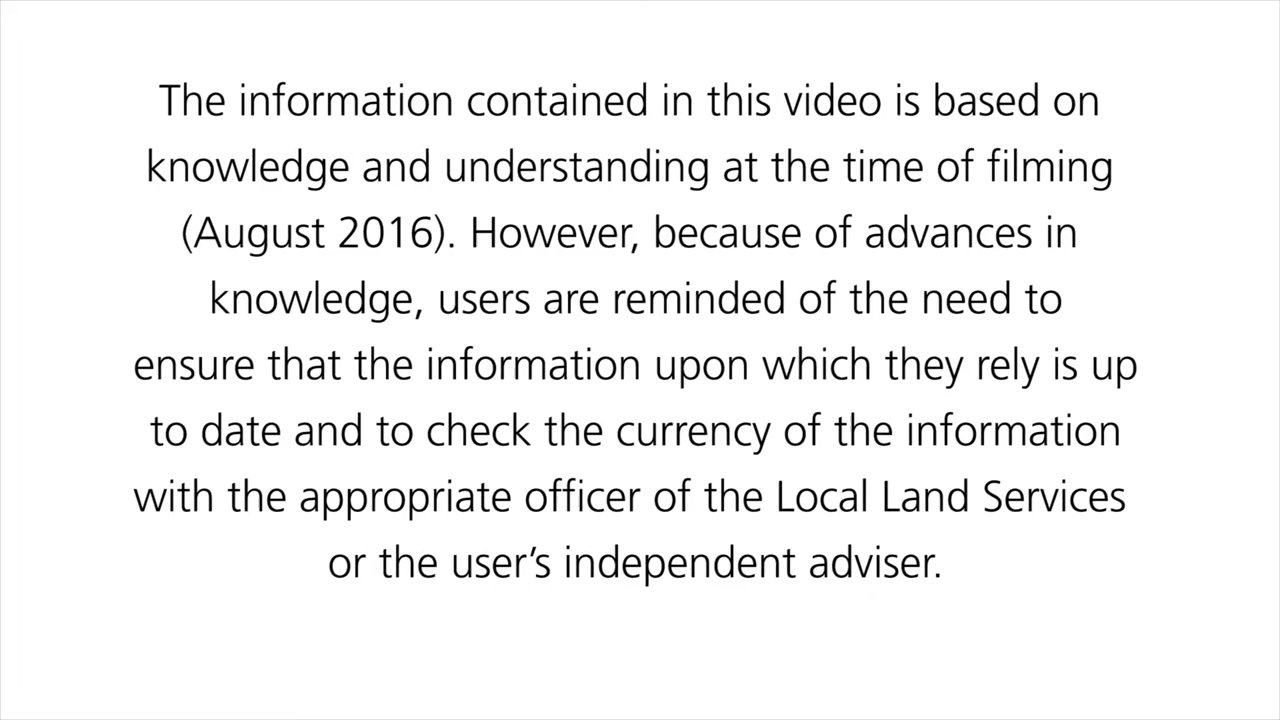 The information contained in this video is based on
knowledge and understanding at the time of filming
(August 2016). However, because of advances in
knowledge, users are reminded of the need to
ensure that the information upon which they rely is up
to date and to check the currency of the information
with the appropriate officer of the Local Land Services
or the user’s independent adviser.